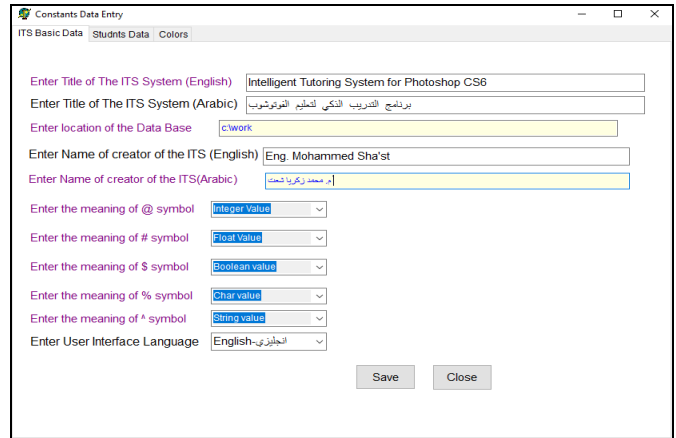 Constants Data Entry
ITS Basic Data Studnts Data Colors
Enter Title of The ITS System (English) Intelligent Tutoring System for Photoshop CS6
Enter Title of The ITS System (Arabic) برنامج التدريب الذكي لتعليم الفوتوشوب
Enter location of the Data Base c:\work
Enter Name of creator of the ITS (English) Eng. Mohammed Sha'st
Enter Name of creator of the ITS(Arabic) م. محمد زكريا شعت
Enter the meaning of @ symbol Integer Value
Enter the meaning of # symbol Float Value
Enter the meaning of $ symbol Boolean value
Enter the meaning of % symbol Char value
Enter the meaning of ^ symbol String value
Enter User Interface Language English-انجليزي
Save Close